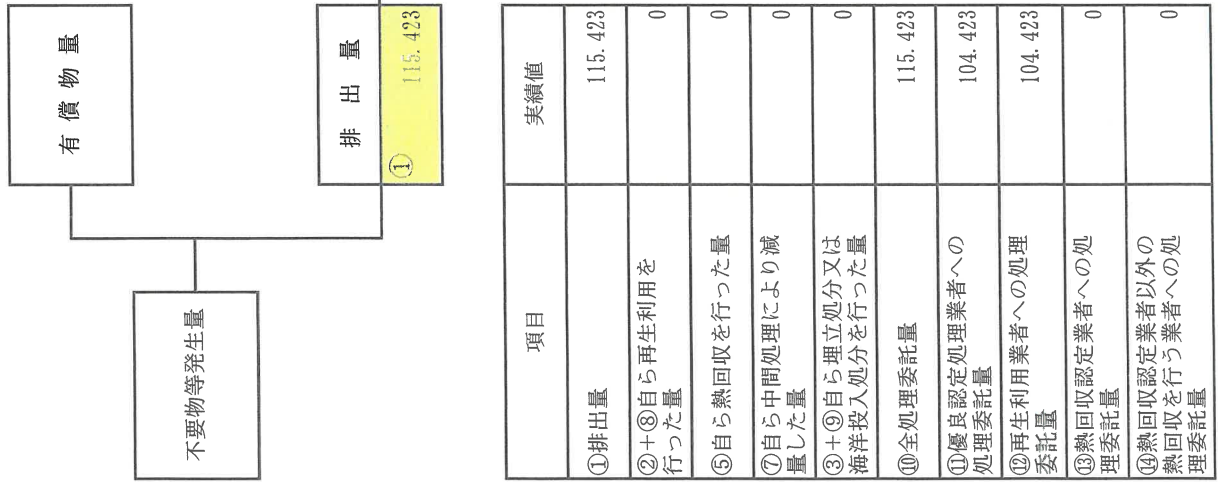 有償物量
排出量
① 115.423
不要物等発生量
項目 実績値
①排出量 115.423
②+⑧自ら再生利用を
行った量 0
⑤自ら熱回収を行った量 0
⑦自ら中間処理により減
量した量 0
③+⑨自ら埋立処分又は
海洋投入処分を行った量 0
⑩全処理委託量 115.423
⑪優良認定処理業者への
処理委託量 104.423
⑫再生利用業者への処理
委託量 104.423
⑬熱回収認定業者への処
理委託量 0
⑭熱回収認定業者以外の
熱回収を行う業者への処
理委託量 0